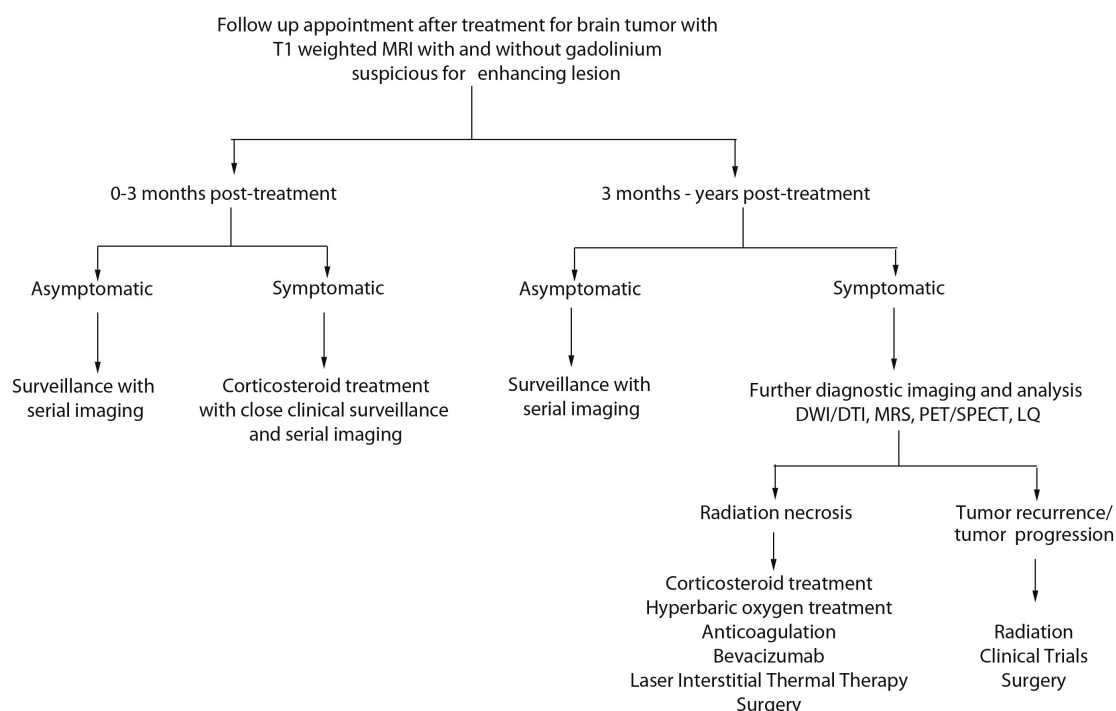 Follow up appointment after treatment for brain tumor with
T1 weighted MRI with and without gadolinium
suspicious for enhancing lesion
0-3 months post-treatment
3 months - years post-treatment
Asymptomatic
Symptomatic
Asymptomatic
Symptomatic
Surveillance with
serial imaging
Corticosteroid treatment
with close clinical surveillance
and serial imaging
Surveillance with
serial imaging
Further diagnostic imaging and analysis
DWI/DTI, MRS, PET/SPECT, LQ
Radiation necrosis
Tumor recurrence/
tumor progression
Corticosteroid treatment
Hyperbaric oxygen treatment
Anticoagulation
Bevacizumab
Laser Interstitial Thermal Therapy
Surgery
Radiation
Clinical Trials
Surgery